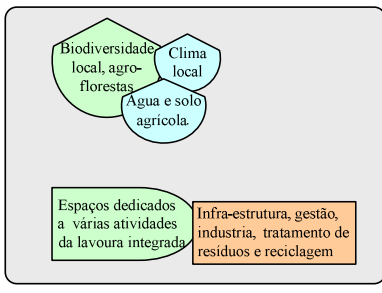 Biodiversidade
local, agro-
florestas
Clima
local
Água e solo
agrícola.
Espaços dedicados
a várias atividades
da lavoura integrada
Infra-estrutura, gestão,
industria, tratamento de
resíduos e reciclagem